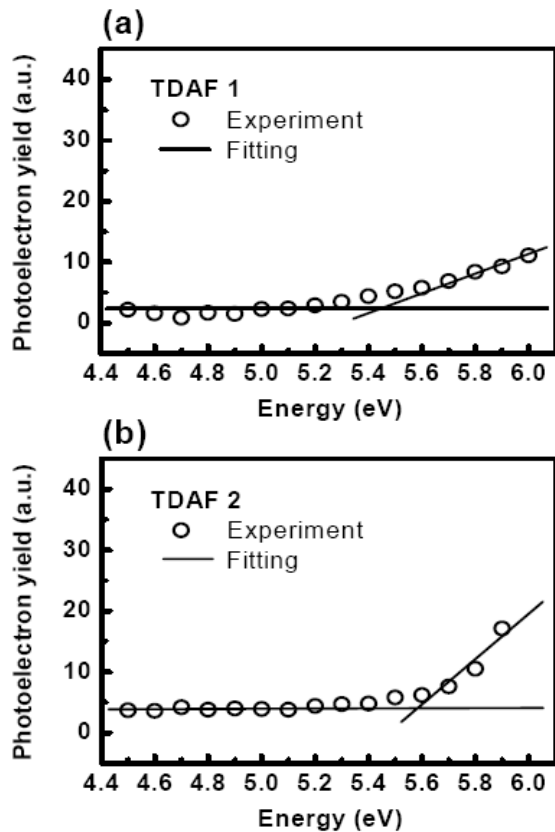 (a)
TDAF 1
Experiment
Fitting
Photoelectron yield (a.u.)
40
30
20
10
0
4.4 4.6 4.8 5.0 5.2 5.4 5.6 5.8 6.0
Energy (eV)
(b)
TDAF 2
Experiment
Fitting
Photoelectron yield (a.u.)
40
30
20
10
0
4.4 4.6 4.8 5.0 5.2 5.4 5.6 5.8 6.0
Energy (eV)